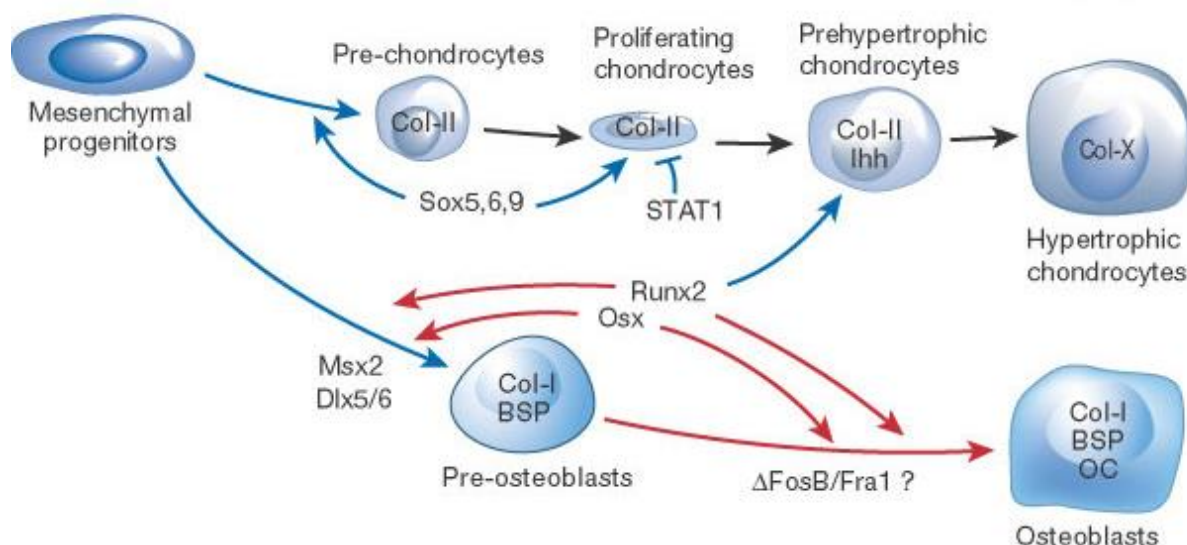 Mesenchymal
progenitors
Pre-chondrocytes
Col-II
Proliferating
chondrocytes
Col-II
Prehypertrophic
chondrocytes
Col-II
Ihh
Col-X
Hypertrophic
chondrocytes
Sox5,6,9
STAT1
Runx2
Osx
Msx2
Dlx5/6
Col-I
BSP
Pre-osteoblasts
ΔFosB/Fra1 ?
Col-I
BSP
OC
Osteoblasts